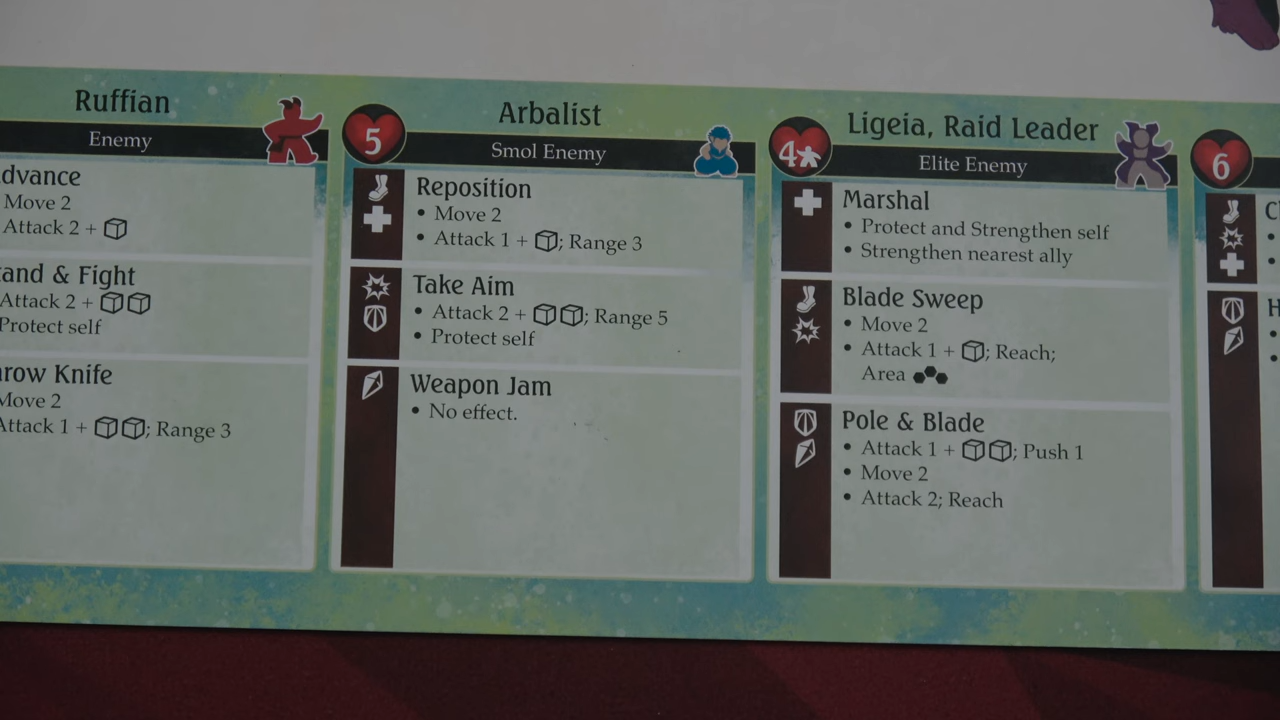 Ruffian
Enemy
Move 2
Attack 2 +
& Fight
Attack 2 +
Protect self
Knife
Move 2
Attack 1 + ; Range 3
5
Arbalist
Smol Enemy
Reposition
• Move 2
• Attack 1 + ; Range 3
Take Aim
• Attack 2 + ; Range 5
• Protect self
Weapon Jam
• No effect.
4
Ligeia, Raid Leader
Elite Enemy
Marshal
• Protect and Strengthen self
• Strengthen nearest ally
Blade Sweep
• Move 2
• Attack 1 + ; Reach;
Area
Pole & Blade
• Attack 1 + ; Push 1
• Move 2
• Attack 2; Reach
6